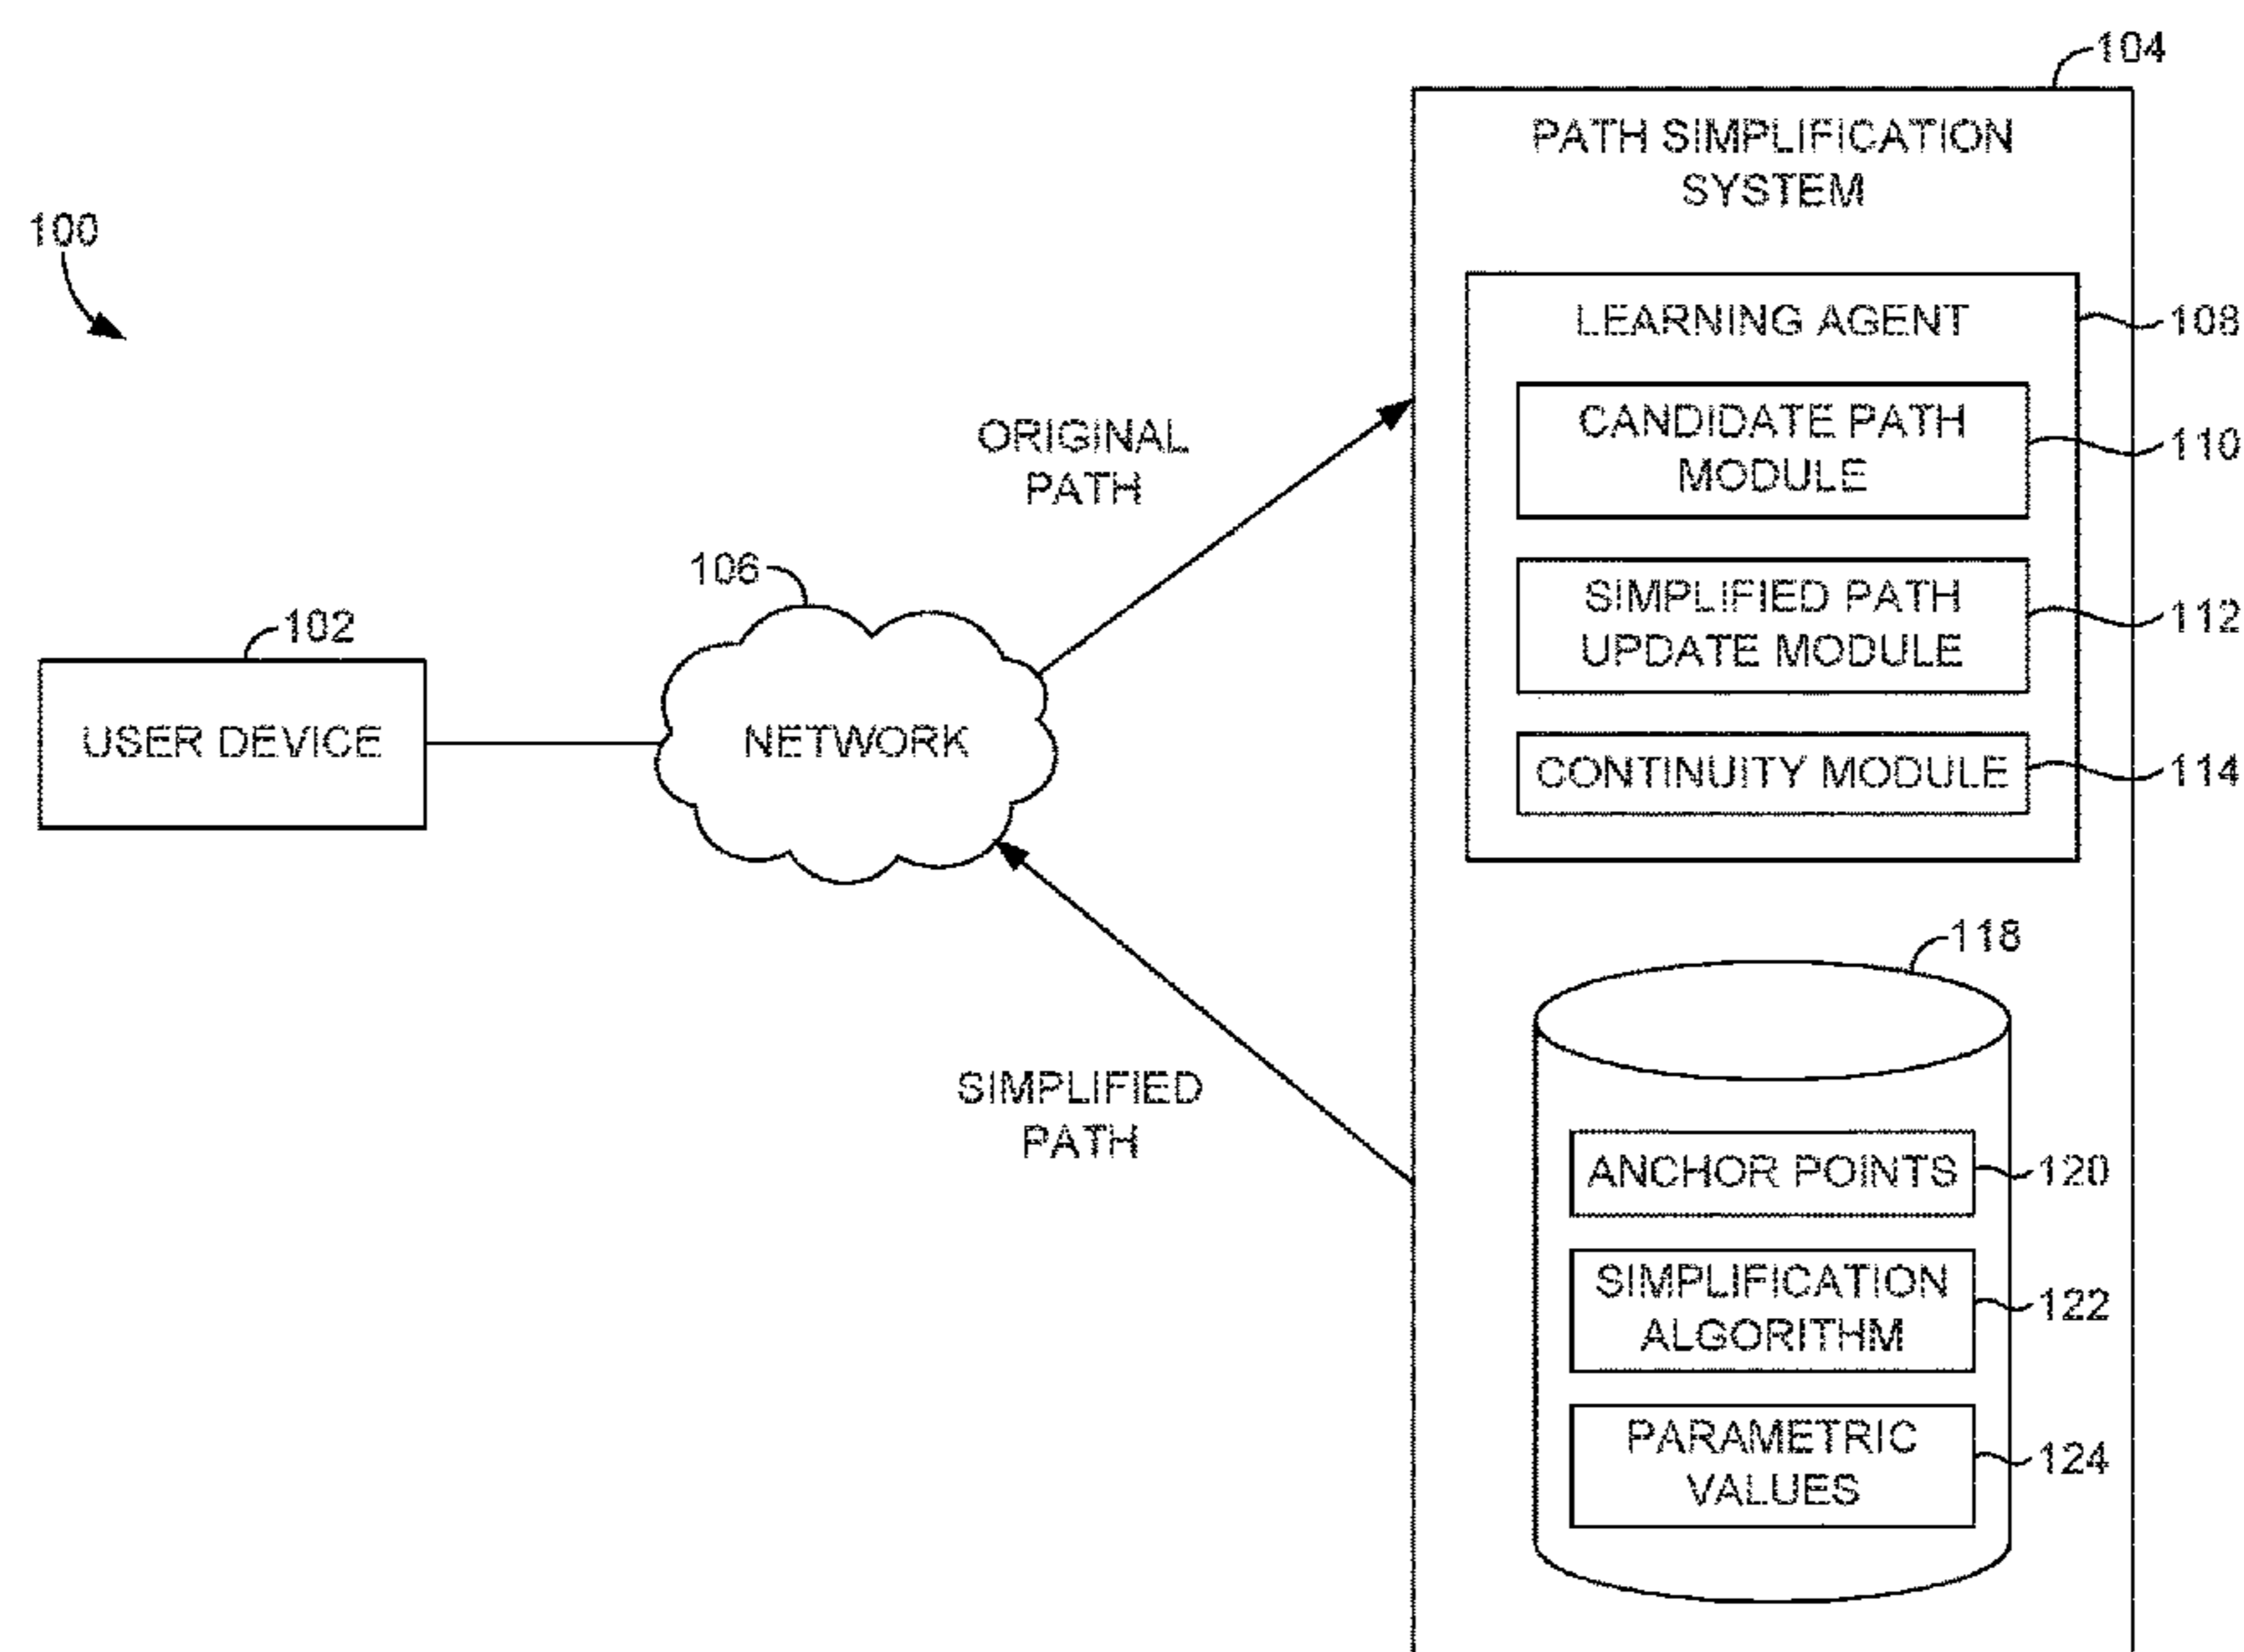 104
PATH SIMPLIFICATION
SYSTEM
100
LEARNING AGENT
108
CANDIDATE PATH
MODULE
110
ORIGINAL
PATH
106
SIMPLIFIED PATH
UPDATE MODULE
112
102
USER DEVICE
NETWORK
CONTINUITY MODULE
114
118
SIMPLIFIED
PATH
ANCHOR POINTS
120
SIMPLIFICATION
ALGORITHM
122
PARAMETRIC
VALUES
124